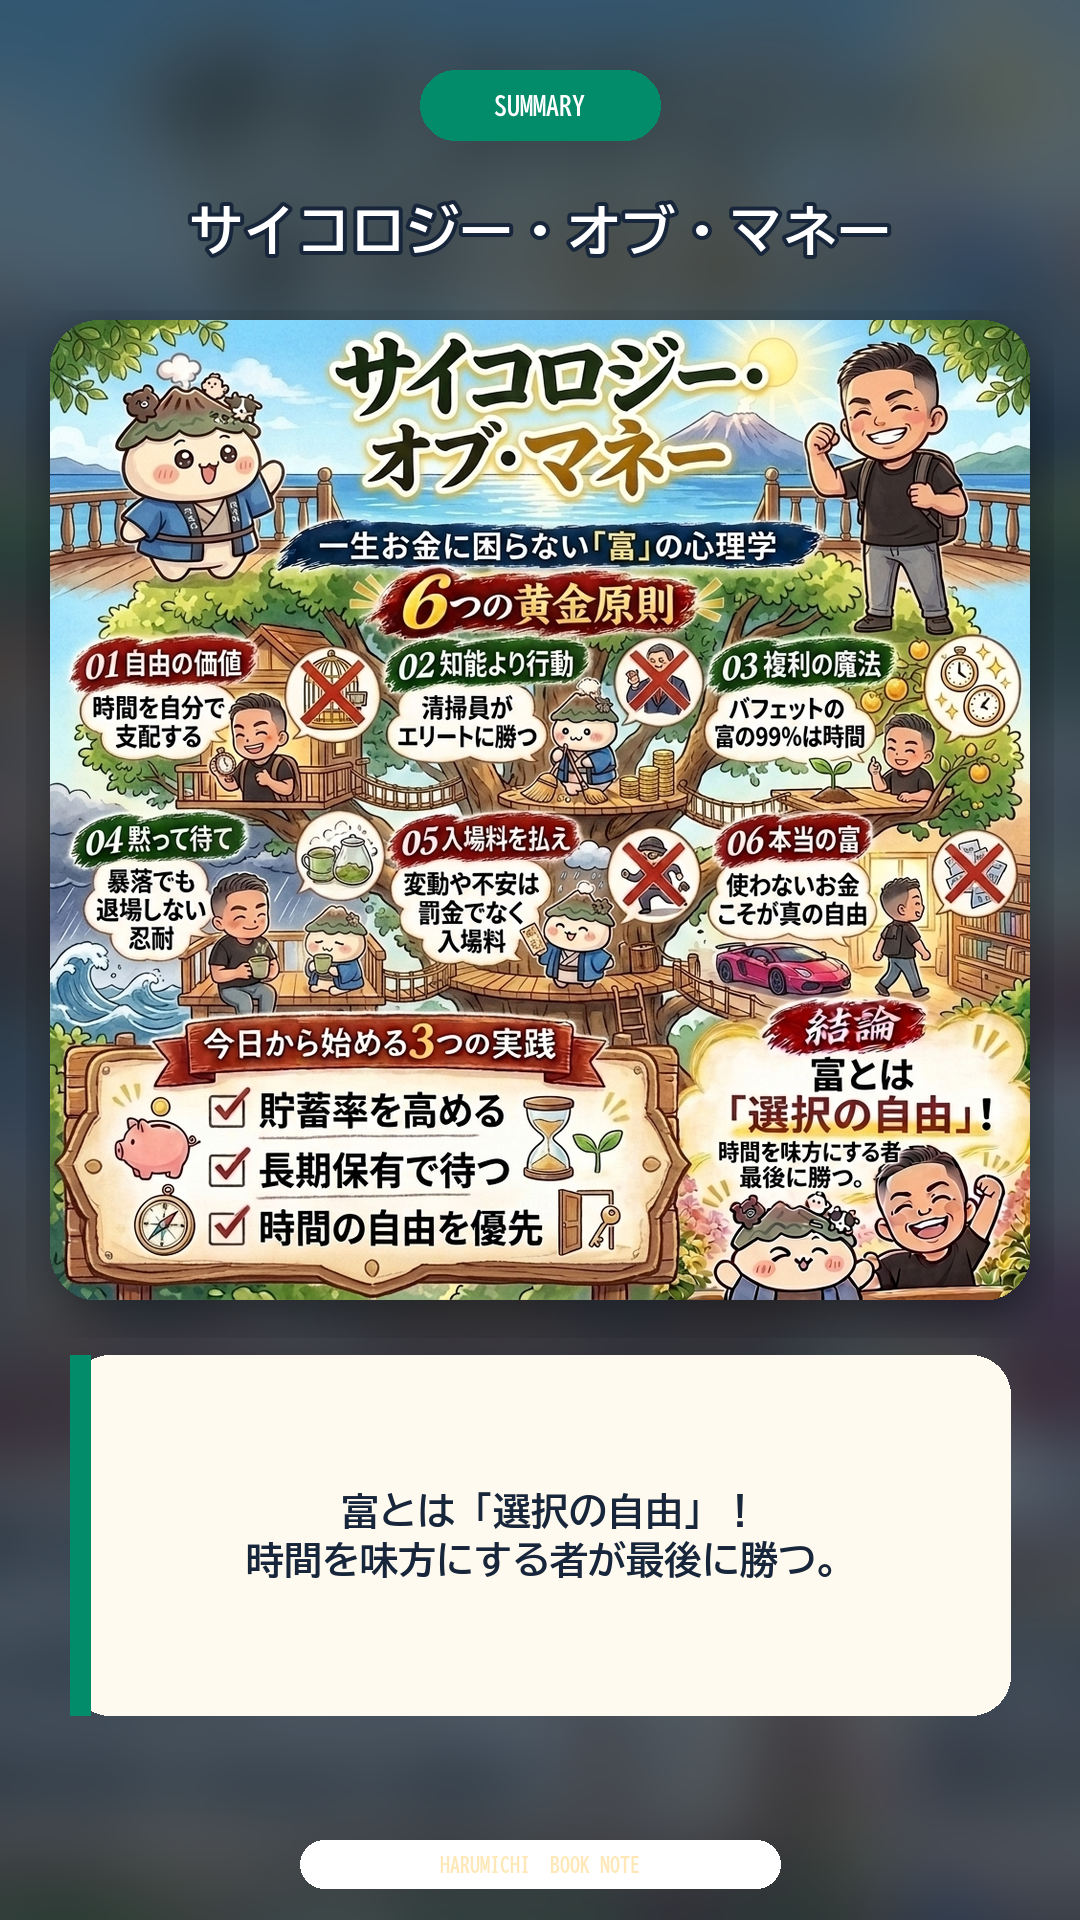 SUMMARY
サイコロジー・オブ・マネー
サイコロジー・
オブ・マネー
一生お金に困らない「富」の心理学
6つの黄金原則
01 自由の価値
時間を自分で
支配する
02 知能より行動
清掃員が
エリートに勝つ
03 複利の魔法
バフェットの
富の99%は時間
04 黙って待て
暴落でも
退場しない
忍耐
05 入場料を払え
変動や不安は
罰金でなく
入場料
06 本当の富
使わないお金
こそが真の自由
今日から始める3つの実践
貯蓄率を高める
長期保有で待つ
時間の自由を優先
結論
富とは
「選択の自由」!
時間を味方にする者
最後に勝つ。
富とは「選択の自由」！
時間を味方にする者が最後に勝つ。
HARUMICHI BOOK NOTE